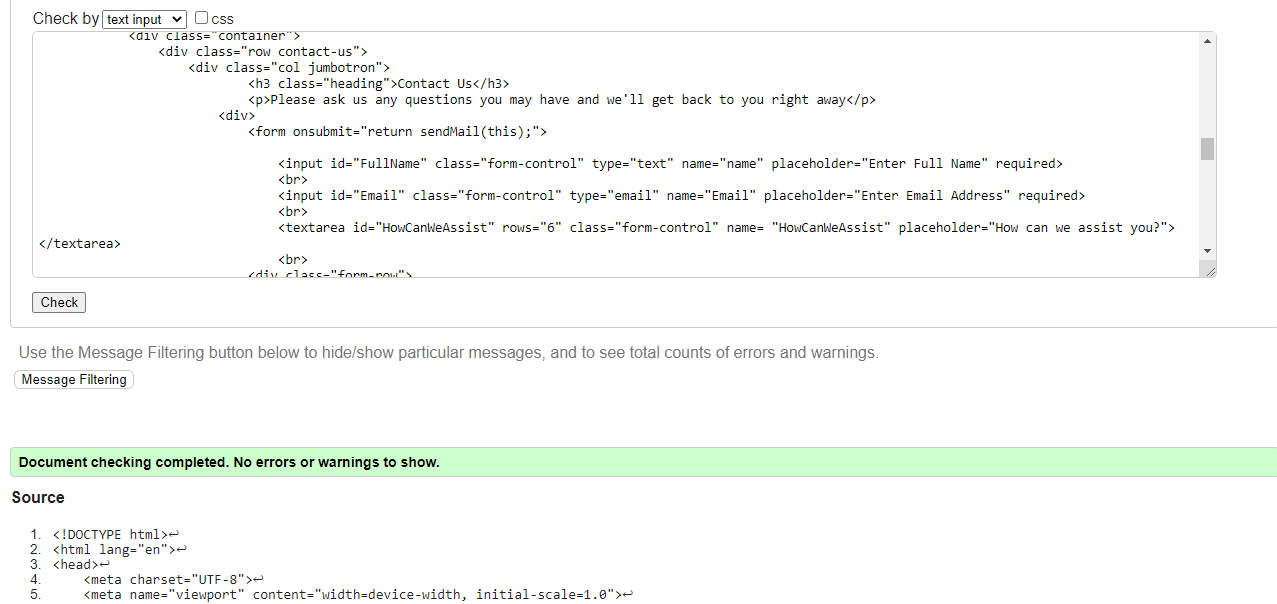 Check by text input css
<div class="container">
<div class="row contact-us">
<div class="col jumbotron">
<h3 class="heading">Contact Us</h3>
<p>Please ask us any questions you may have and we'll get back to you right away</p>
<div>
<form onsubmit="return sendMail(this);">
<input id="FullName" class="form-control" type="text" name="name" placeholder="Enter Full Name" required>
<br>
<input id="Email" class="form-control" type="email" name="Email" placeholder="Enter Email Address" required>
<br>
<textarea id="HowCanWeAssist" rows="6" class="form-control" name= "HowCanWeAssist" placeholder="How can we assist you?">
</textarea>
<br>
<div class="form-row">
Check
Use the Message Filtering button below to hide/show particular messages, and to see total counts of errors and warnings.
Message Filtering
Document checking completed. No errors or warnings to show.
Source
1. <!DOCTYPE html>↩
2. <html lang="en">↩
3. <head>↩
4. <meta charset="UTF-8">↩
5. <meta name="viewport" content="width=device-width, initial-scale=1.0">↩